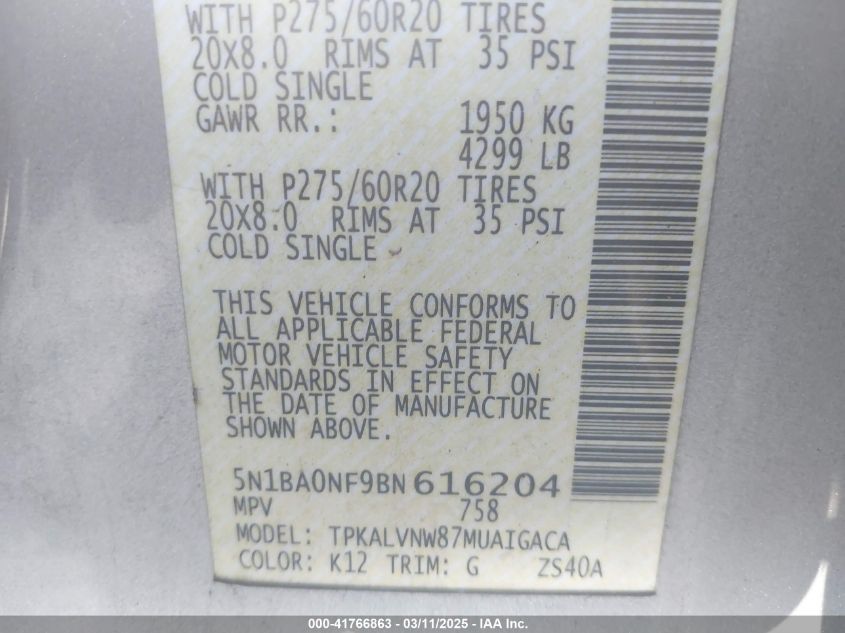 WITH P275/60R20 TIRES
20X8.0 RIMS AT 35 PSI
COLD SINGLE
GAWR RR.: 1950 KG
4299 LB
WITH P275/60R20 TIRES
20X8.0 RIMS AT 35 PSI
COLD SINGLE
THIS VEHICLE CONFORMS TO
ALL APPLICABLE FEDERAL
MOTOR VEHICLE SAFETY
STANDARDS IN EFFECT ON
THE DATE OF MANUFACTURE
SHOWN ABOVE.
5N1BA0NF9BN616204
MPV 758
MODEL: TPKALVNW87MUAIGACA
COLOR: K12 TRIM: G ZS40A
000-41766863 - 03/11/2025 - IAA Inc.